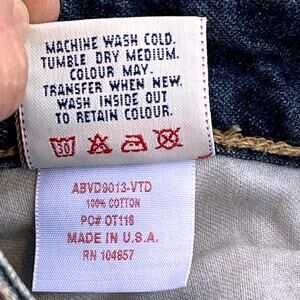 MACHINE WASH COLD.
TUMBLE DRY MEDIUM.
COLOUR MAY.
TRANSFER WHEN NEW.
WASH INSIDE OUT
TO RETAIN COLOUR.
30
ABVD9013-VTD
100% COTTON
PO# OT116
MADE IN U.S.A.
RN 104857